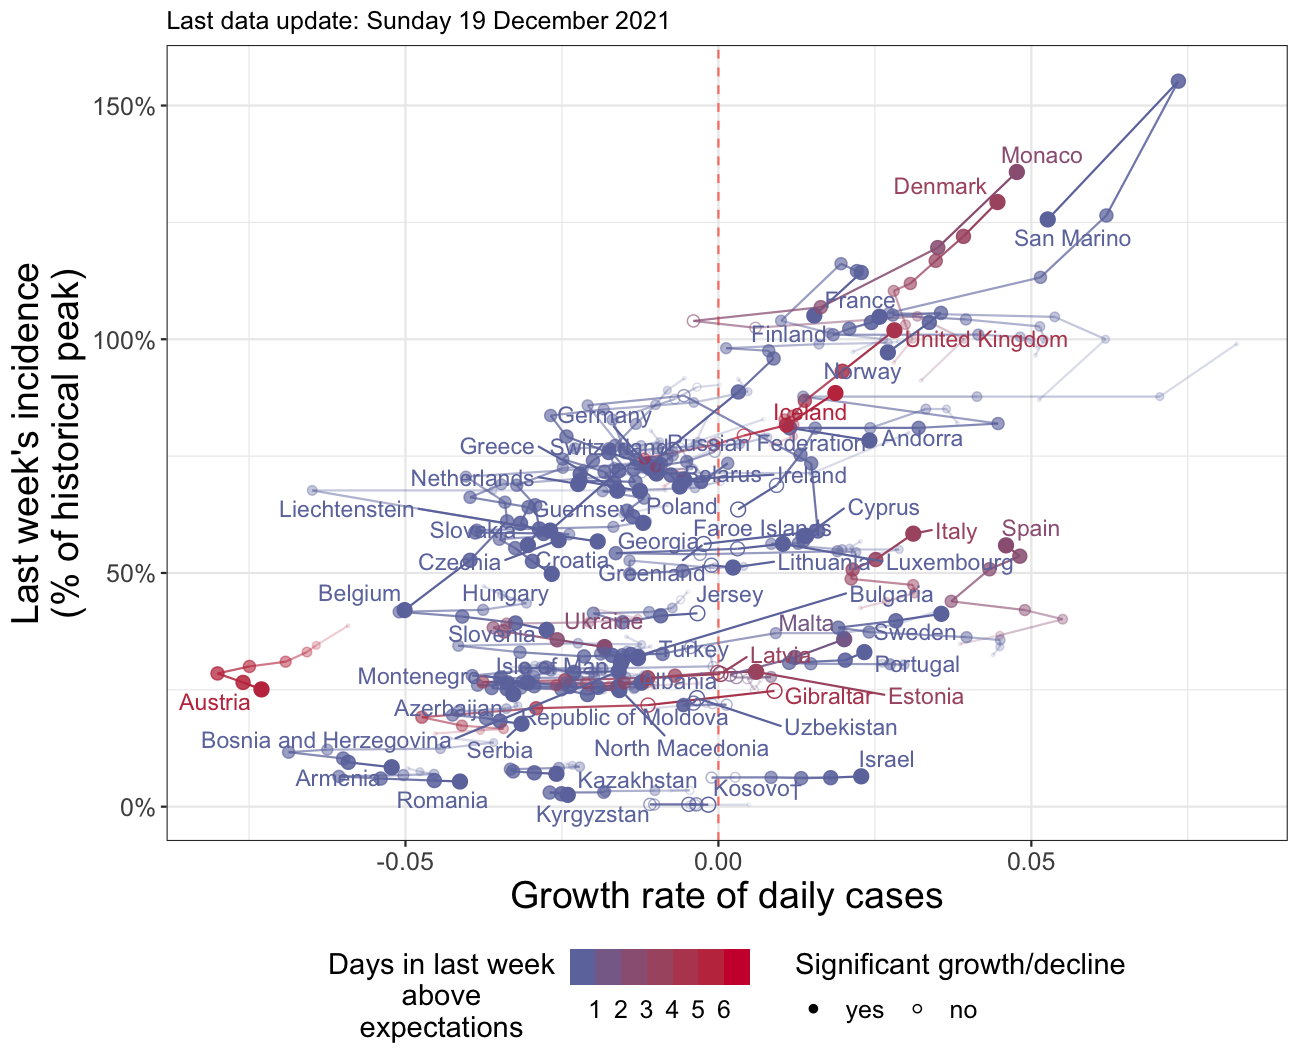 Last data update: Sunday 19 December 2021
Last week's incidence
(% of historical peak)
150%
100%
50%
0%
Monaco
Denmark
San Marino
France
Finland
United Kingdom
Norway
Iceland
Germany
Greece
Switzerland
Russian Federation
Andorra
Netherlands
Belarus
Ireland
Liechtenstein
Guernsey
Poland
Cyprus
Slovakia
Georgia
Faroe Islands
Italy
Spain
Czechia
Croatia
Greenland
Lithuania
Luxembourg
Belgium
Hungary
Jersey
Bulgaria
Slovenia
Ukraine
Malta
Sweden
Turkey
Latvia
Portugal
Montenegro
Isle of Man
Albania
Gibraltar
Estonia
Austria
Azerbaijan
Republic of Moldova
Uzbekistan
Bosnia and Herzegovina
Serbia
North Macedonia
Israel
Armenia
Kazakhstan
Kosovo†
Romania
Kyrgyzstan
-0.05
0.00
0.05
Growth rate of daily cases
Days in last week
above
expectations
1 2 3 4 5 6
Significant growth/decline
yes
no